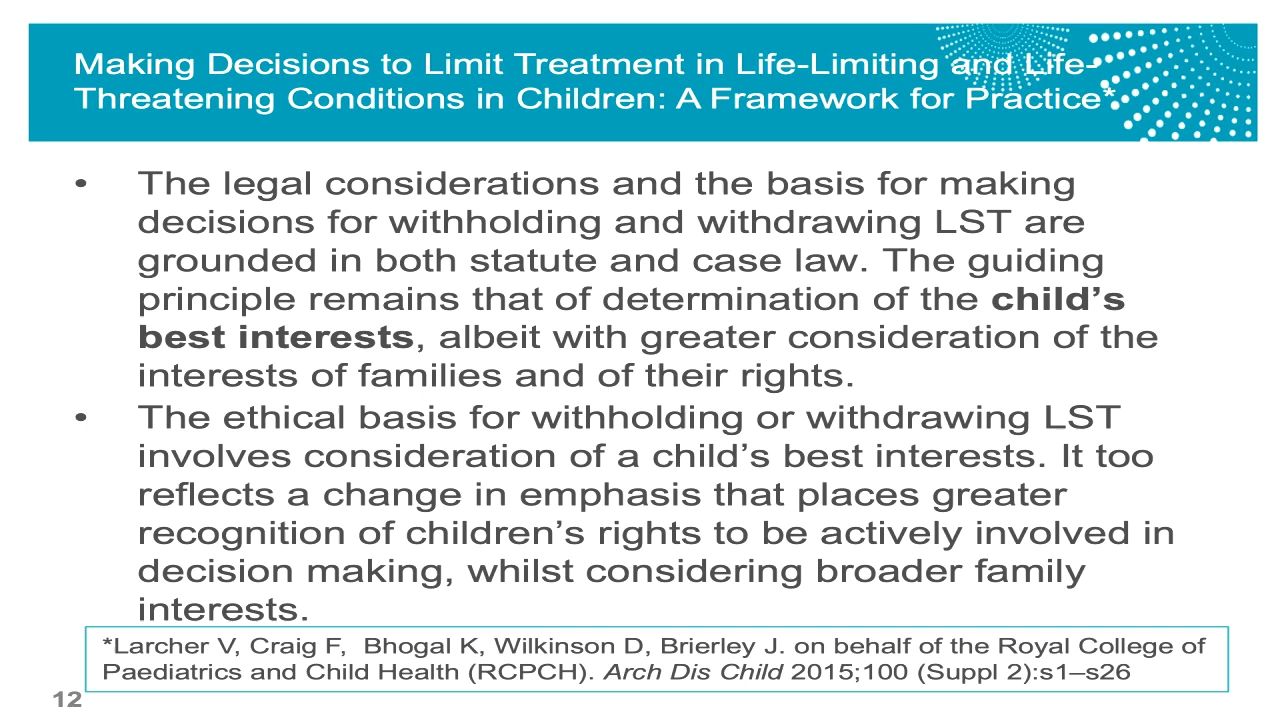 Making Decisions to Limit Treatment in Life-Limiting and Life-
Threatening Conditions in Children: A Framework for Practice*
• The legal considerations and the basis for making
decisions for withholding and withdrawing LST are
grounded in both statute and case law. The guiding
principle remains that of determination of the child’s
best interests, albeit with greater consideration of the
interests of families and of their rights.
• The ethical basis for withholding or withdrawing LST
involves consideration of a child’s best interests. It too
reflects a change in emphasis that places greater
recognition of children’s rights to be actively involved in
decision making, whilst considering broader family
interests.
*Larcher V, Craig F, Bhogal K, Wilkinson D, Brierley J. on behalf of the Royal College of
Paediatrics and Child Health (RCPCH). Arch Dis Child 2015;100 (Suppl 2):s1–s26
12